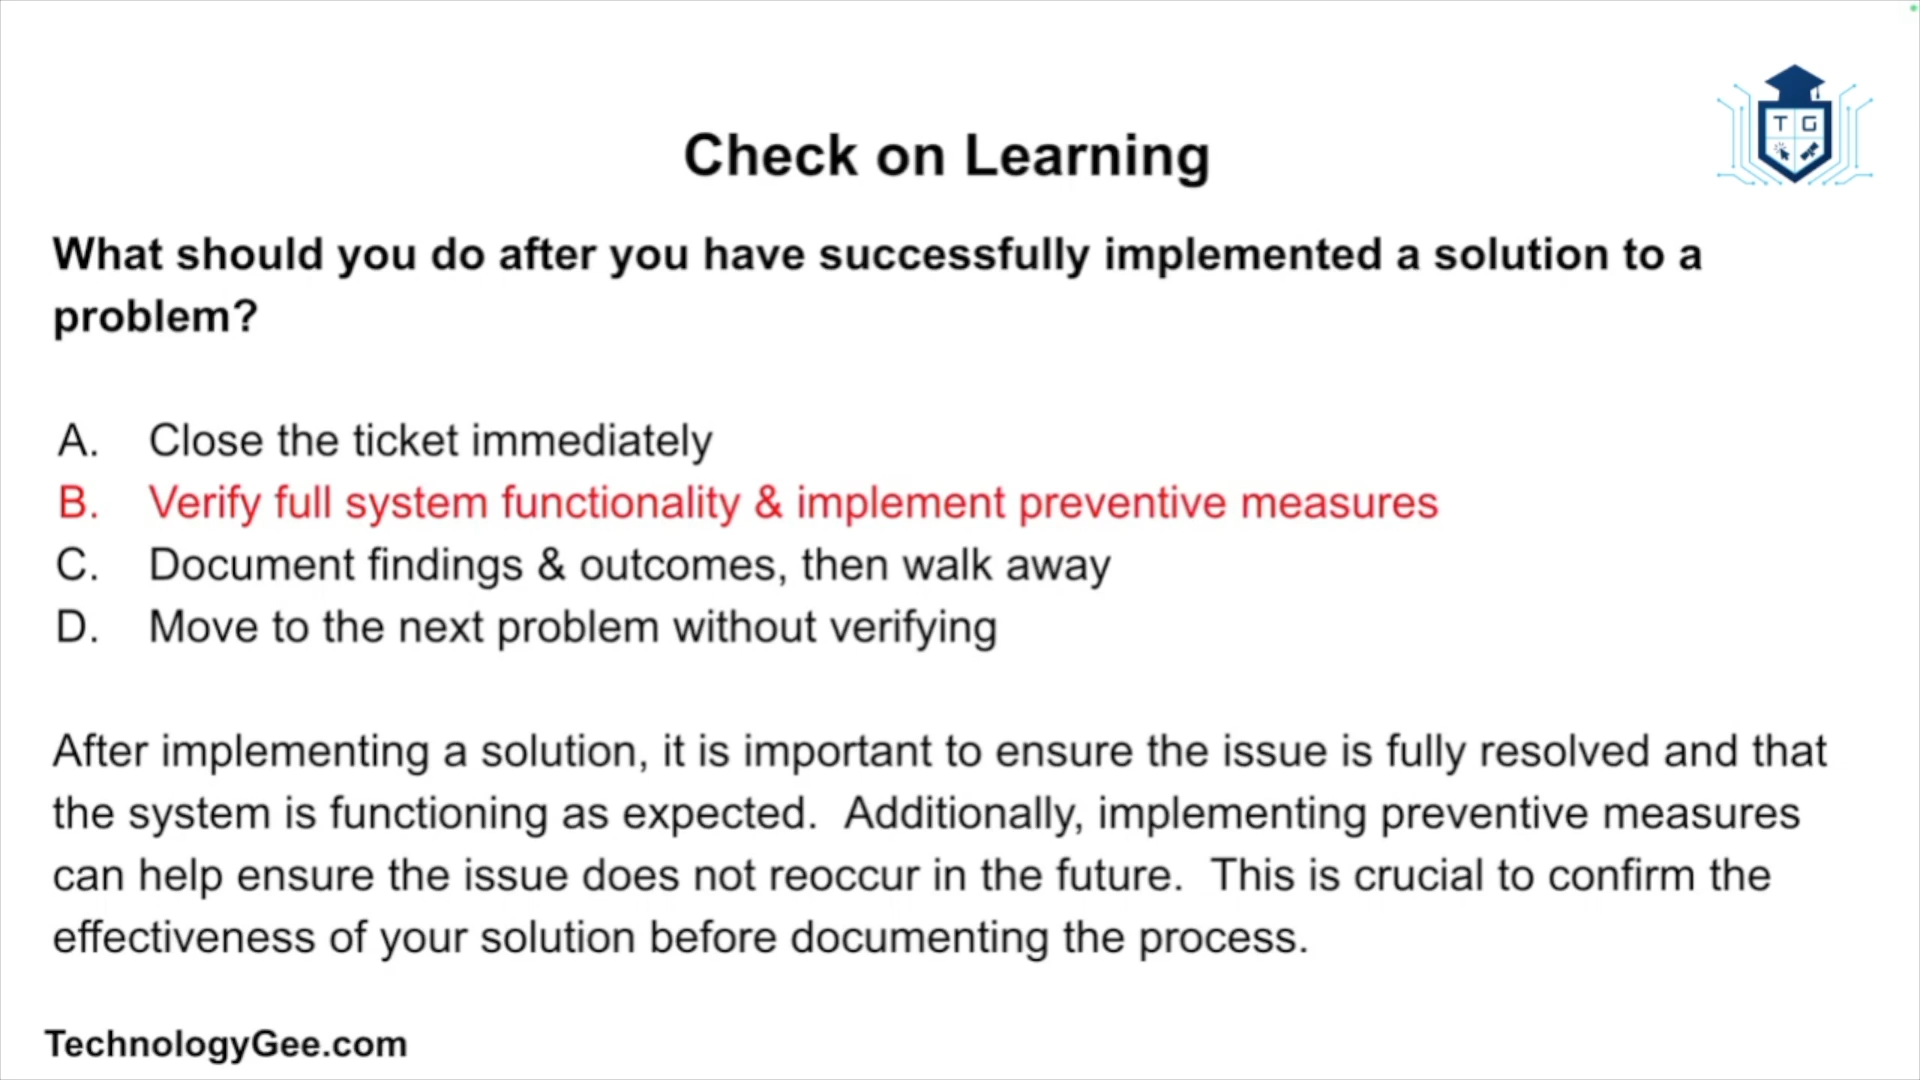 T G
Check on Learning
What should you do after you have successfully implemented a solution to a
problem?
A. Close the ticket immediately
B. Verify full system functionality & implement preventive measures
C. Document findings & outcomes, then walk away
D. Move to the next problem without verifying
After implementing a solution, it is important to ensure the issue is fully resolved and that
the system is functioning as expected.  Additionally, implementing preventive measures
can help ensure the issue does not reoccur in the future.  This is crucial to confirm the
effectiveness of your solution before documenting the process.
TechnologyGee.com